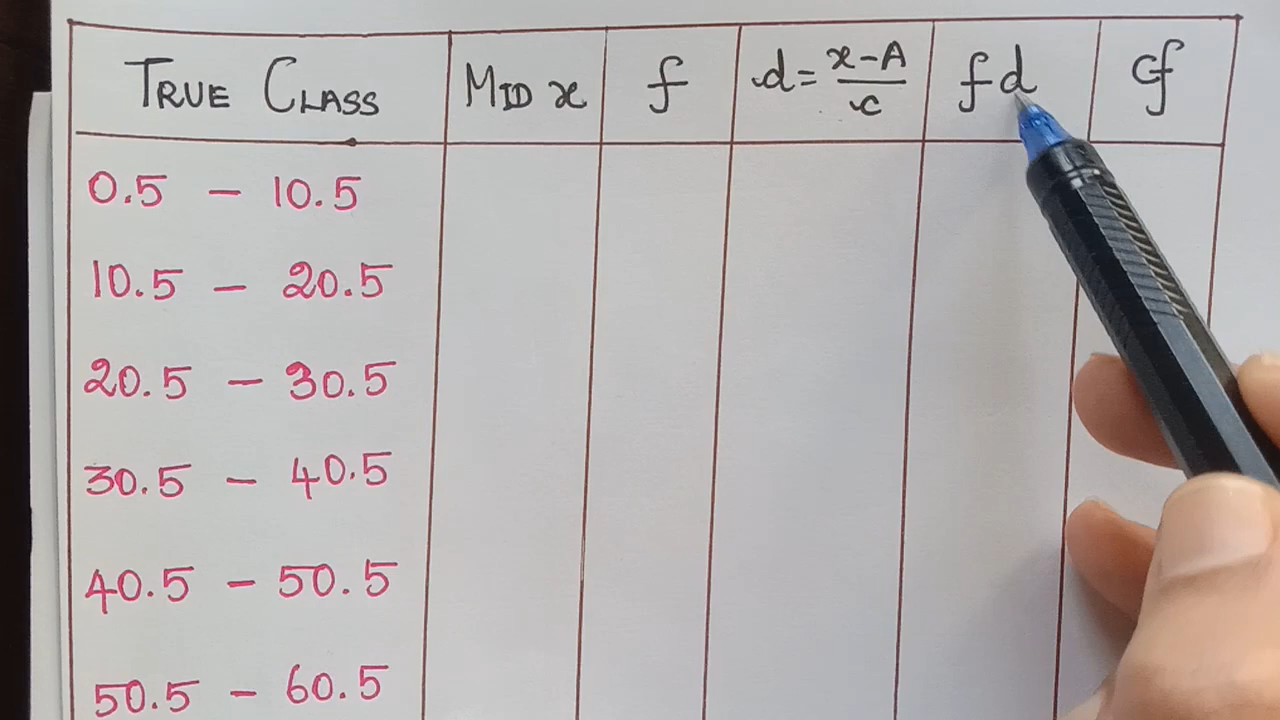 TRUE CLASS MID x f d = x-A/c fd cf
0.5 – 10.5
10.5 – 20.5
20.5 – 30.5
30.5 – 40.5
40.5 – 50.5
50.5 – 60.5